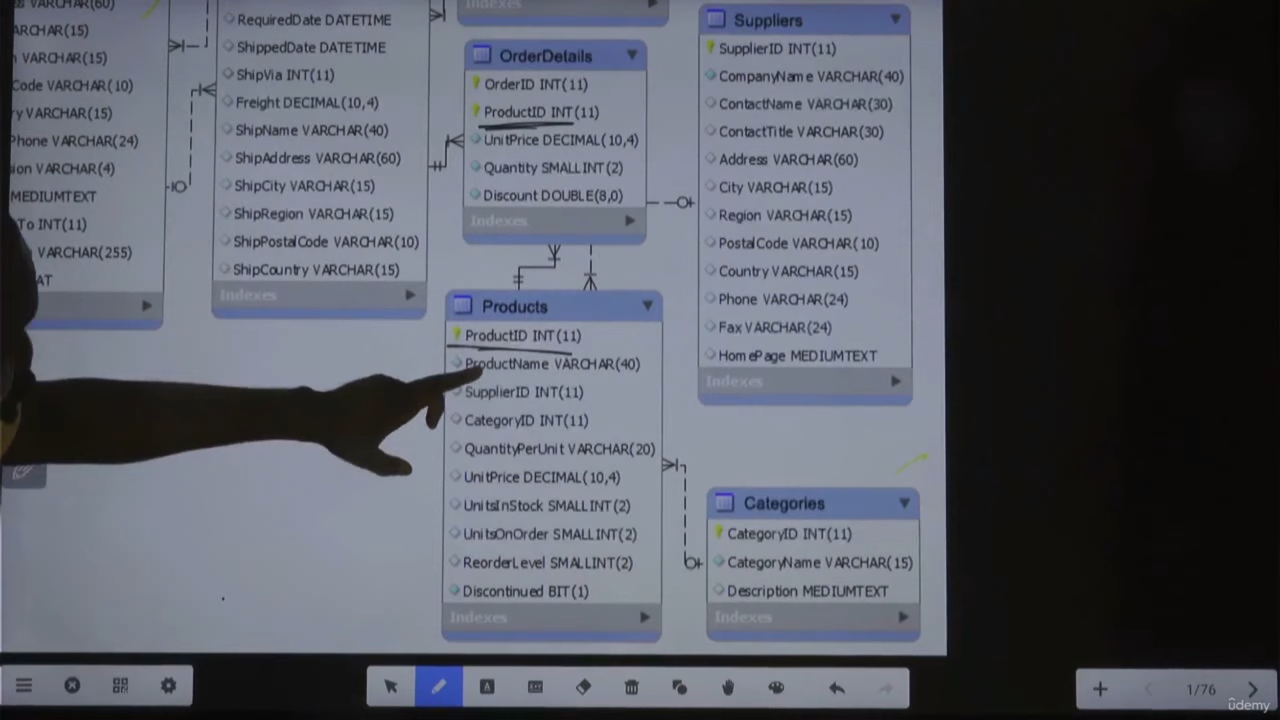 VARCHAR(60)
ARCHAR(15)
VARCHAR(15)
Code VARCHAR(10)
VARCHAR(15)
Phone VARCHAR(24)
ion VARCHAR(4)
MEDIUMTEXT
To INT(11)
VARCHAR(255)
AT
RequiredDate DATETIME
ShippedDate DATETIME
ShipVia INT(11)
Freight DECIMAL(10,4)
ShipName VARCHAR(40)
ShipAddress VARCHAR(60)
ShipCity VARCHAR(15)
ShipRegion VARCHAR(15)
ShipPostalCode VARCHAR(10)
ShipCountry VARCHAR(15)
Indexes
Indexes
OrderDetails
OrderID INT(11)
ProductID INT(11)
UnitPrice DECIMAL(10,4)
Quantity SMALLINT(2)
Discount DOUBLE(8,0)
Indexes
Products
ProductID INT(11)
ProductName VARCHAR(40)
SupplierID INT(11)
CategoryID INT(11)
QuantityPerUnit VARCHAR(20)
UnitPrice DECIMAL(10,4)
UnitsInStock SMALLINT(2)
UnitsOnOrder SMALLINT(2)
ReorderLevel SMALLINT(2)
Discontinued BIT(1)
Indexes
Suppliers
SupplierID INT(11)
CompanyName VARCHAR(40)
ContactName VARCHAR(30)
ContactTitle VARCHAR(30)
Address VARCHAR(60)
City VARCHAR(15)
Region VARCHAR(15)
PostalCode VARCHAR(10)
Country VARCHAR(15)
Phone VARCHAR(24)
Fax VARCHAR(24)
HomePage MEDIUMTEXT
Indexes
Categories
CategoryID INT(11)
CategoryName VARCHAR(15)
Description MEDIUMTEXT
Indexes
A
1/76
udemy